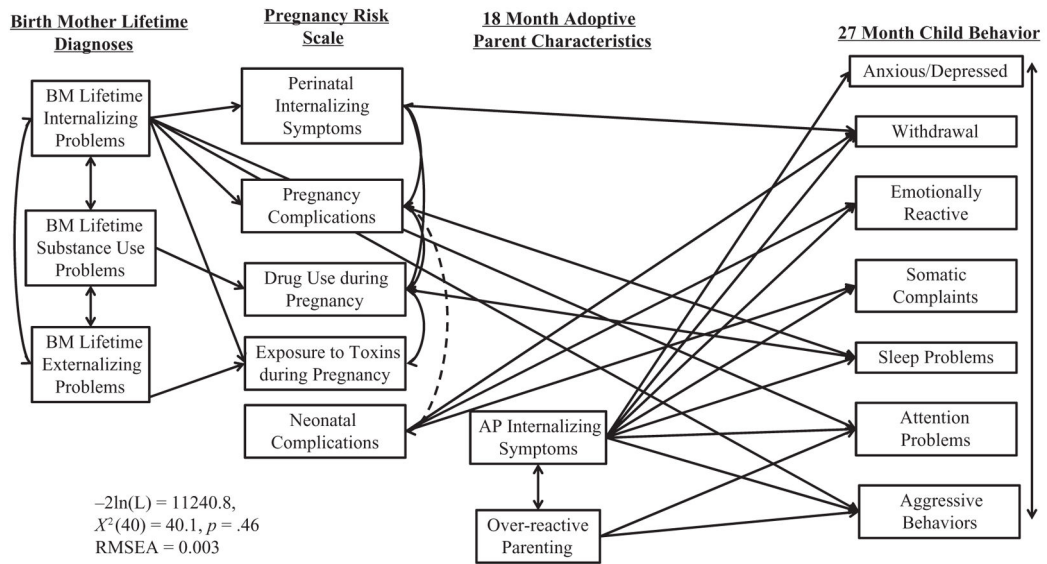 Birth Mother Lifetime
Diagnoses
BM Lifetime
Internalizing
Problems
BM Lifetime
Substance Use
Problems
BM Lifetime
Externalizing
Problems
Pregnancy Risk
Scale
Perinatal
Internalizing
Symptoms
Pregnancy
Complications
Drug Use during
Pregnancy
Exposure to Toxins
during Pregnancy
Neonatal
Complications
18 Month Adoptive
Parent Characteristics
AP Internalizing
Symptoms
Over-reactive
Parenting
27 Month Child Behavior
Anxious/Depressed
Withdrawal
Emotionally
Reactive
Somatic
Complaints
Sleep Problems
Attention
Problems
Aggressive
Behaviors
–2ln(L) = 11240.8,
X²(40) = 40.1, p = .46
RMSEA = 0.003